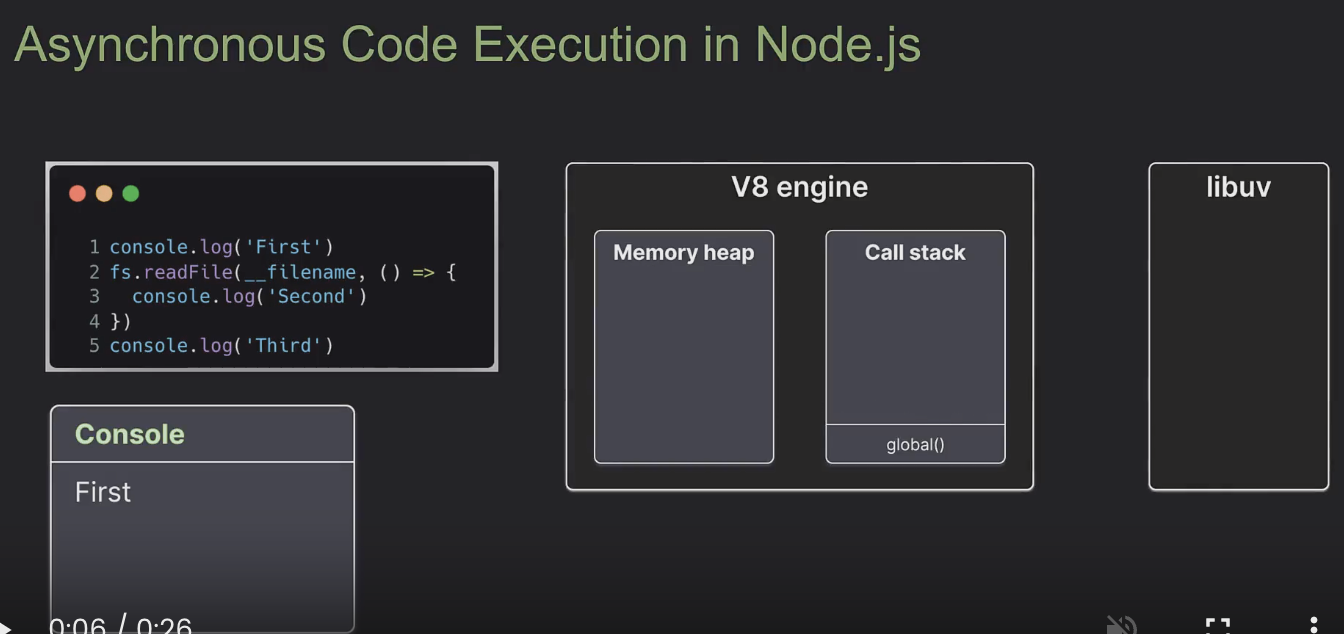 Asynchronous Code Execution in Node.js
1 console.log('First')
2 fs.readFile(__filename, () => {
3   console.log('Second')
4 })
5 console.log('Third')
Console
First
V8 engine
Memory heap
Call stack
global()
libuv
0:06 / 0:26